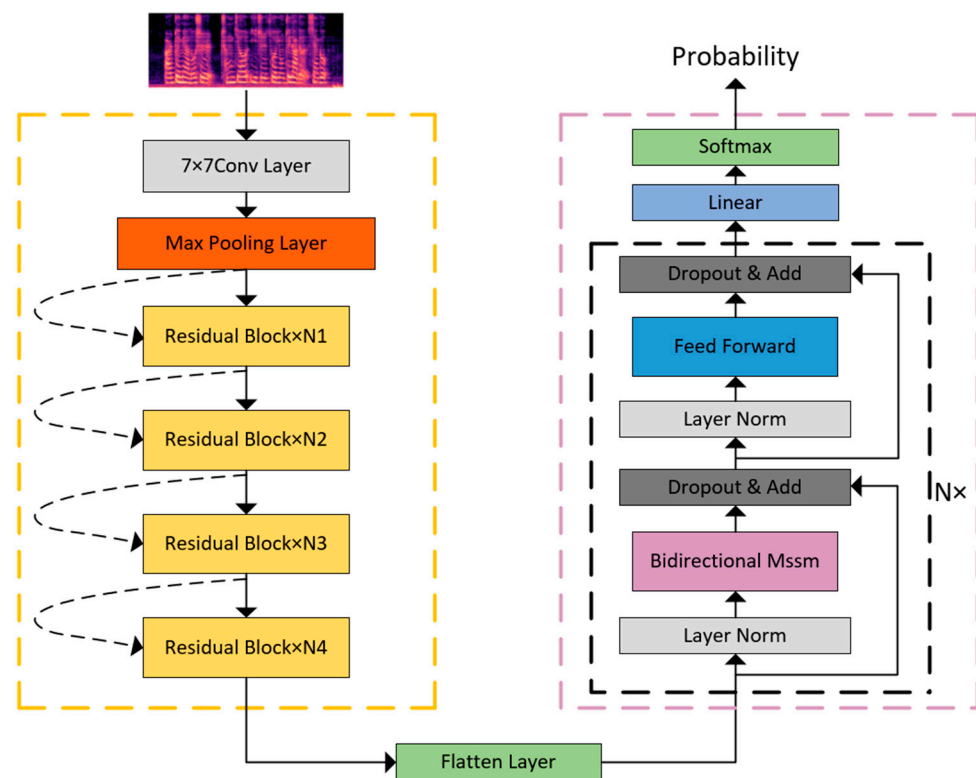 7×7Conv Layer
Max Pooling Layer
Residual Block×N1
Residual Block×N2
Residual Block×N3
Residual Block×N4
Flatten Layer
Probability
Softmax
Linear
Dropout & Add
Feed Forward
Layer Norm
Dropout & Add
N×
Bidirectional Mssm
Layer Norm